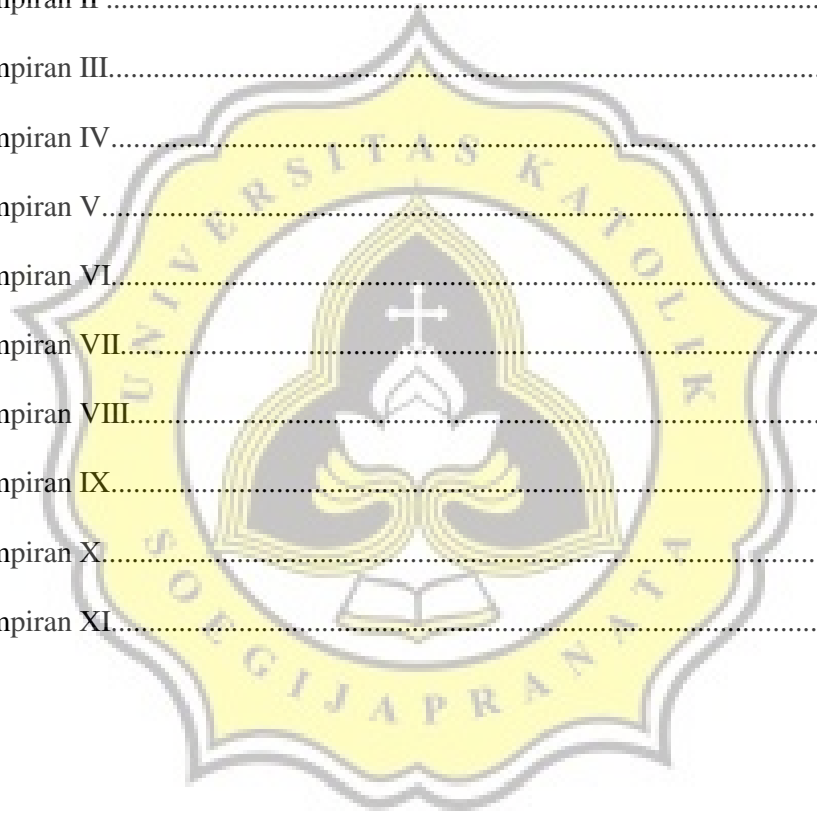 mpiran II ........................................................................
mpiran III........................................................................
mpiran IV........................................................................
mpiran V........................................................................
mpiran VI........................................................................
mpiran VII........................................................................
mpiran VIII........................................................................
mpiran IX........................................................................
mpiran X........................................................................
mpiran XI........................................................................
UNIVERSITAS KATOLIK
SOEGIJAPRANATA